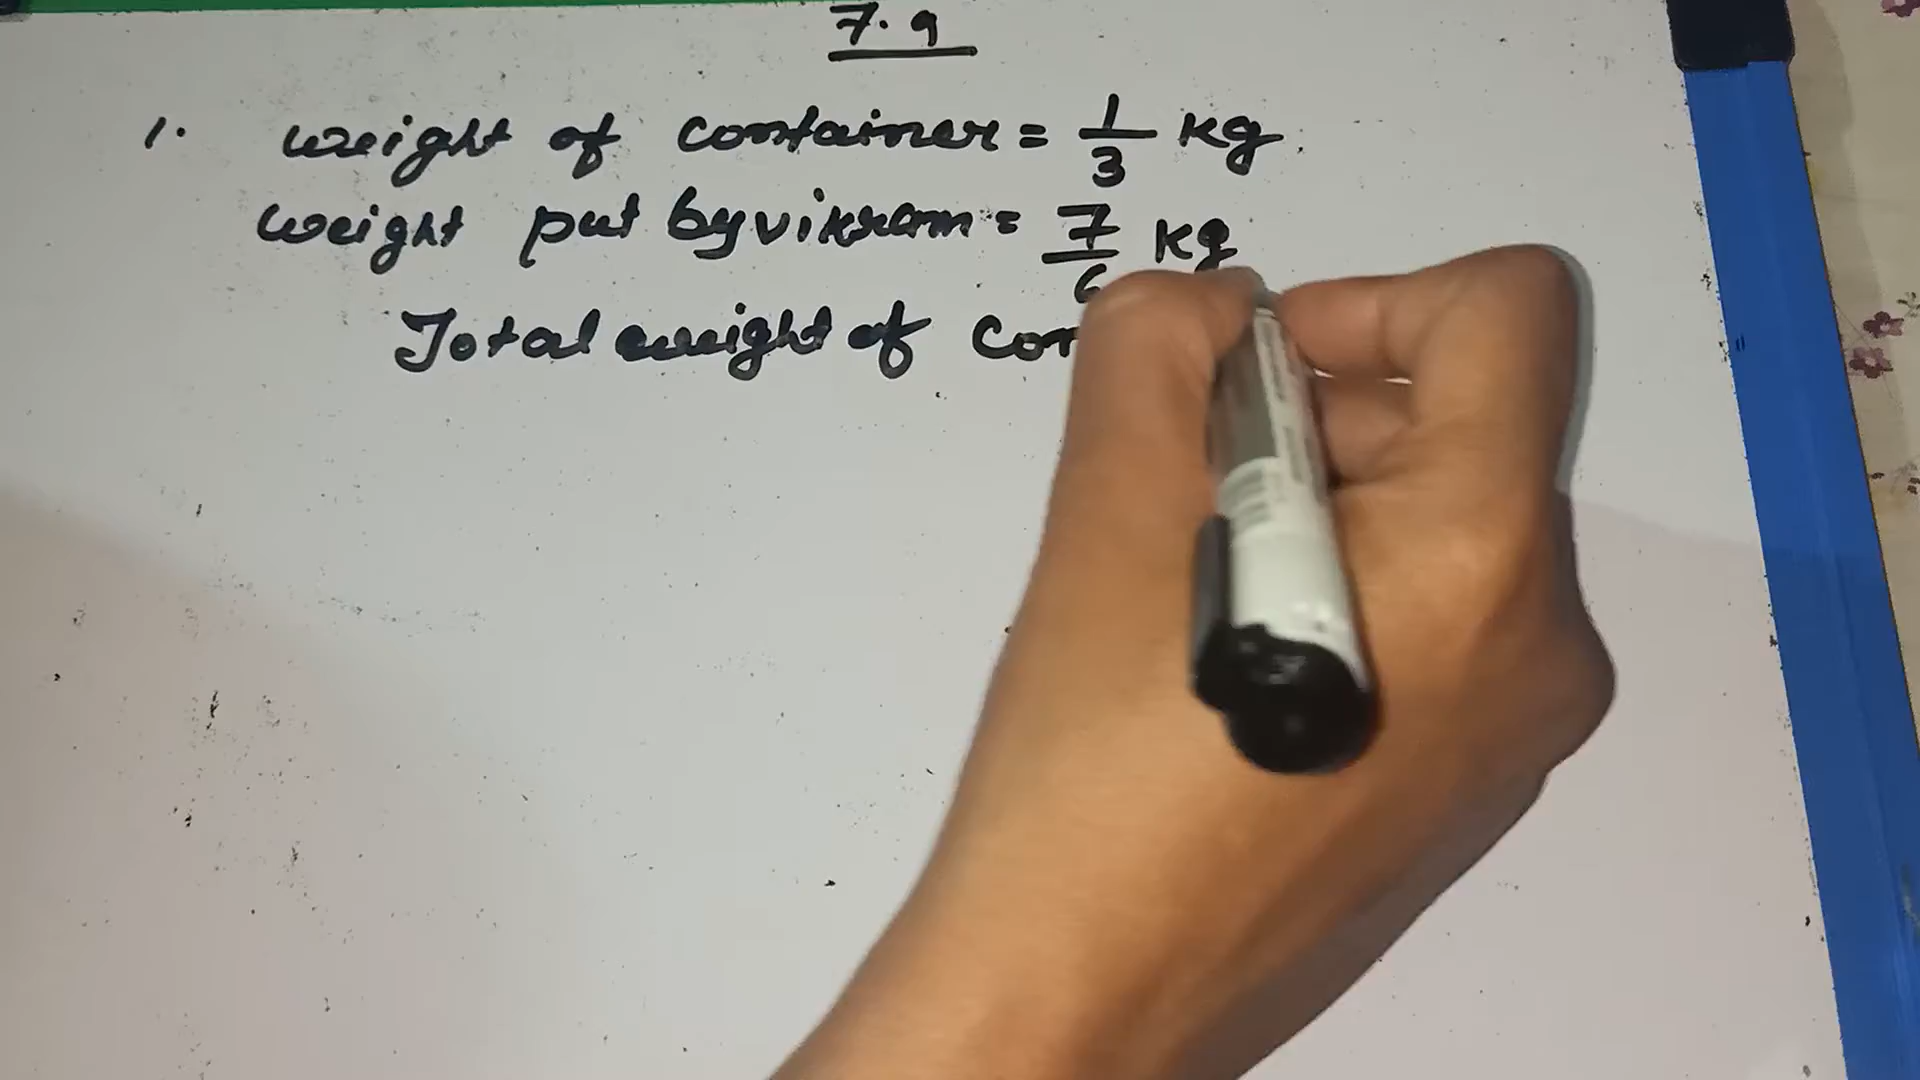 7.9
1. weight of container = 1/3 kg
weight put by vikram = 7/6 kg
Total weight of con